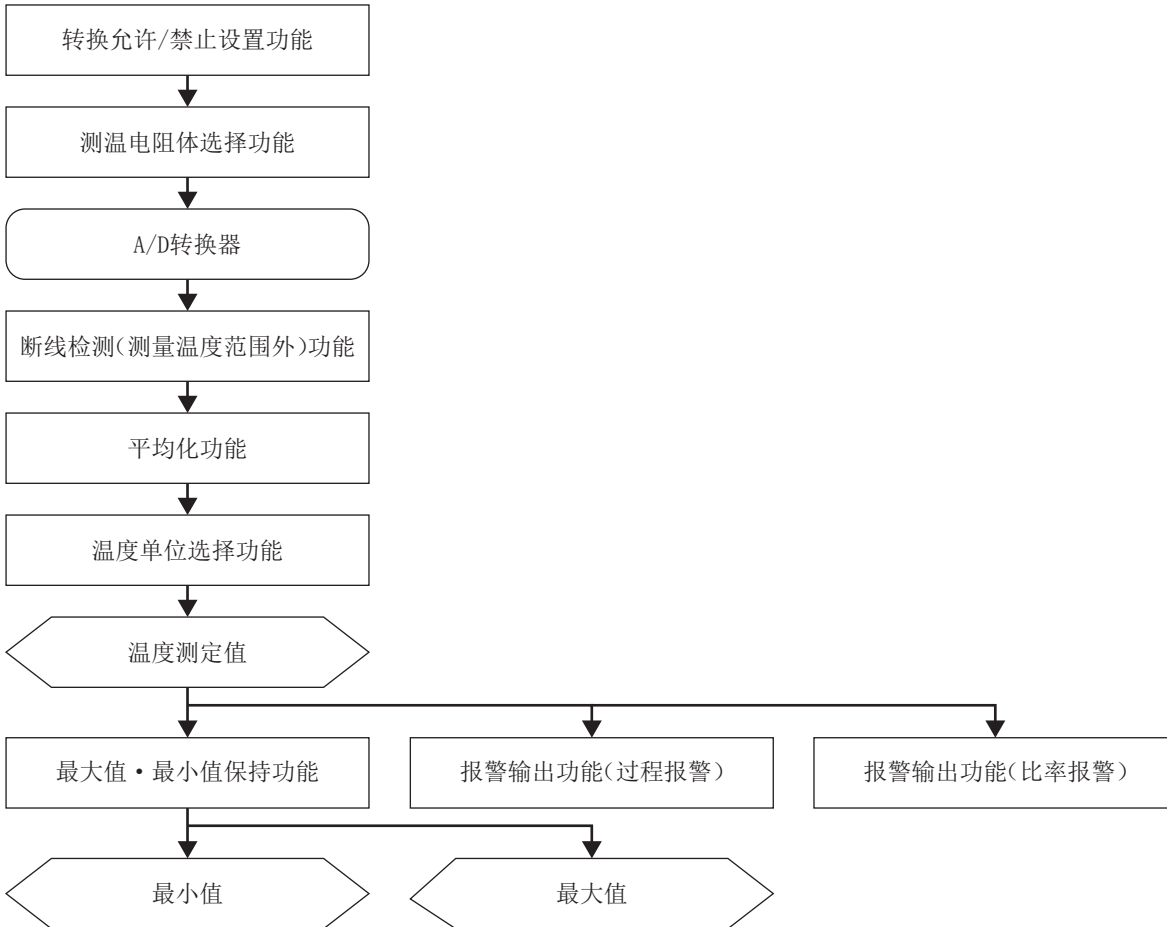 转换允许/禁止设置功能
测温电阻体选择功能
A/D转换器
断线检测(测量温度范围外)功能
平均化功能
温度单位选择功能
温度测定值
最大值·最小值保持功能
报警输出功能(过程报警)
报警输出功能(比率报警)
最小值
最大值